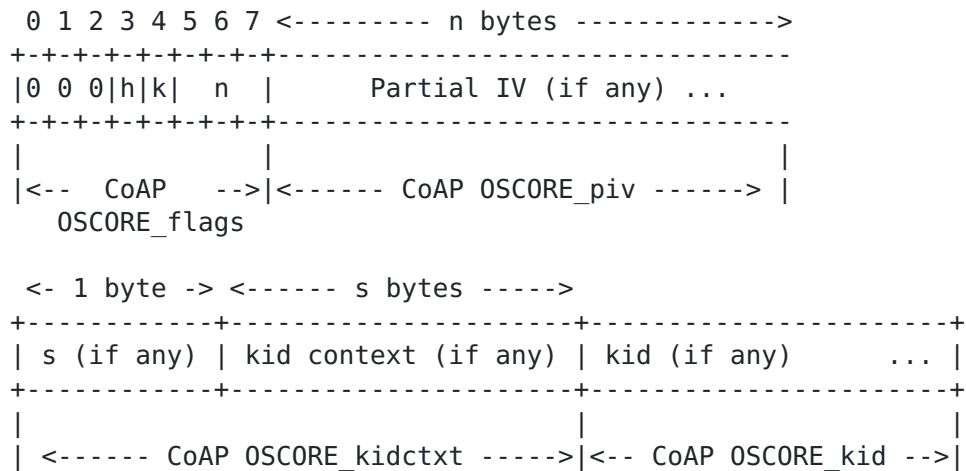 0 1 2 3 4 5 6 7 <--------- n bytes ------------->
+-+-+-+-+-+-+-+-+---------------------------------
|0 0 0|h|k|  n  |      Partial IV (if any) ...
+-+-+-+-+-+-+-+-+---------------------------------
|               |                                |
|<--  CoAP   -->|<------ CoAP OSCORE_piv ------> |
   OSCORE_flags

 <- 1 byte -> <------ s bytes ----->
+------------+----------------------+-----------------------+
| s (if any) | kid context (if any) | kid (if any)      ... |
+------------+----------------------+-----------------------+
|                                   |                       |
| <------ CoAP OSCORE_kidctxt ----->|<-- CoAP OSCORE_kid -->|